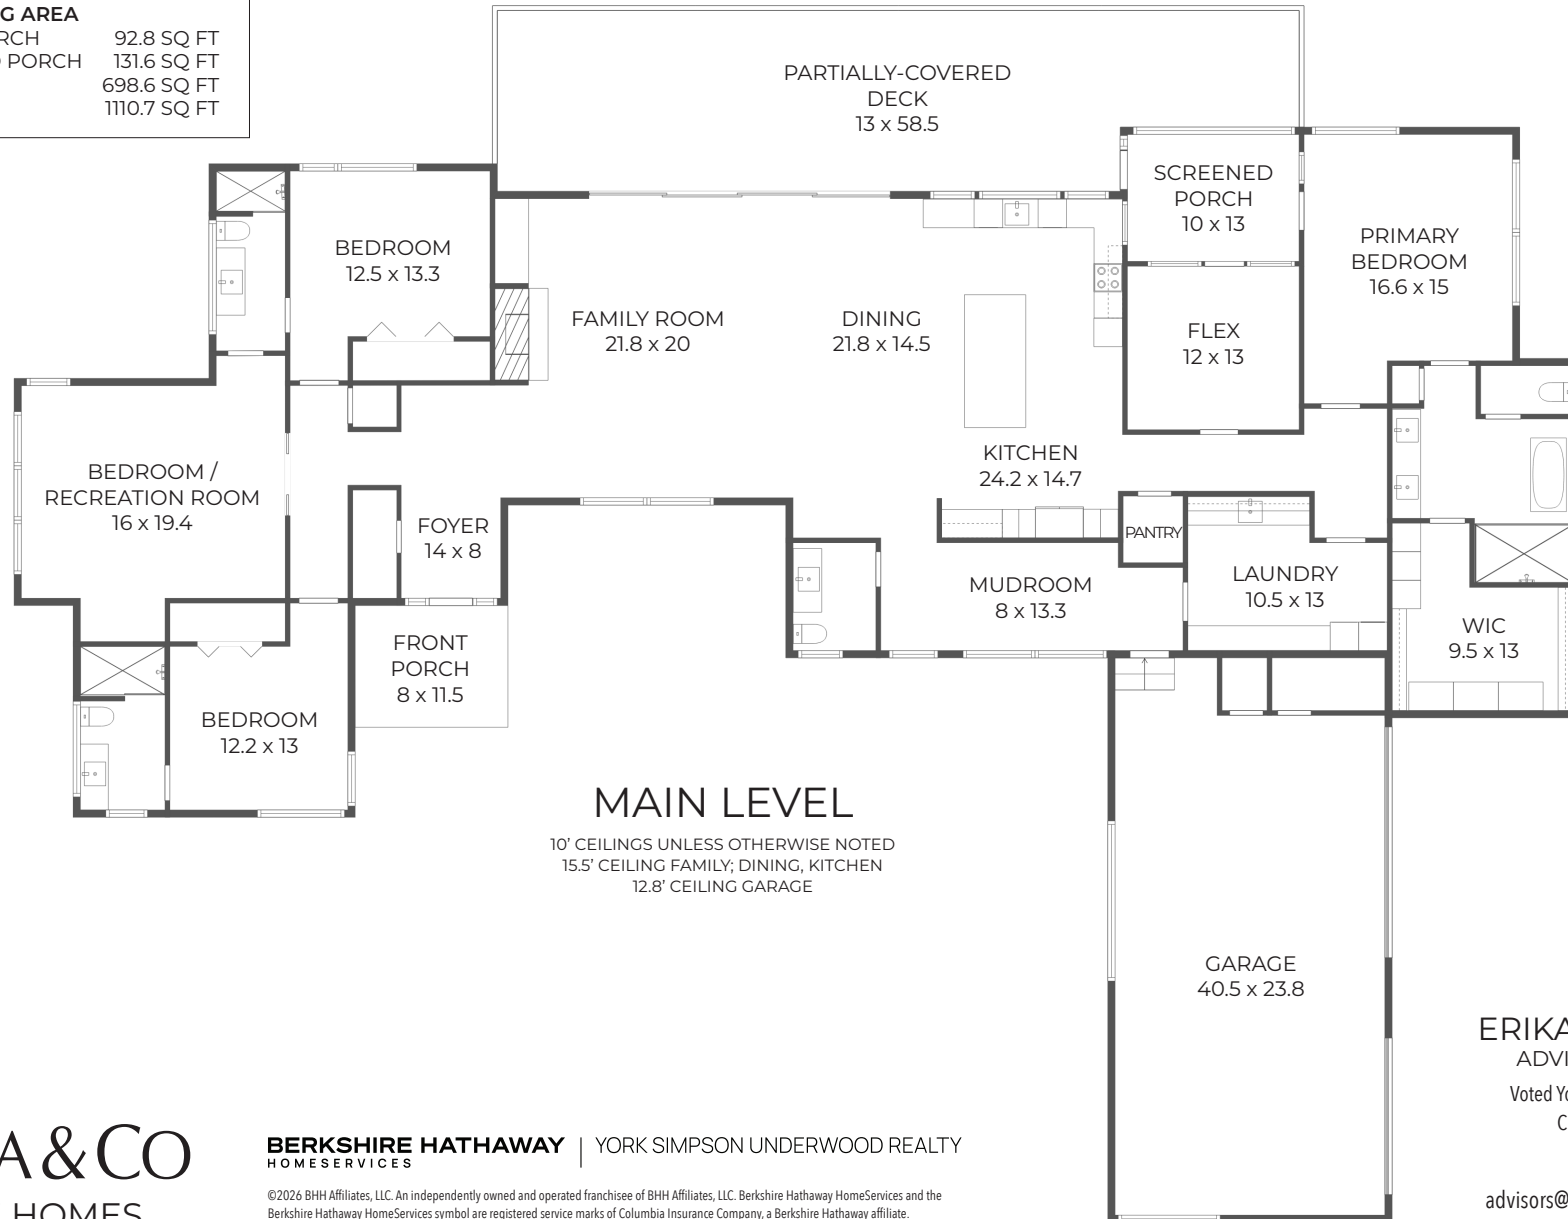 G AREA
RCH 92.8 SQ FT
PORCH 131.6 SQ FT
698.6 SQ FT
1110.7 SQ FT
PARTIALLY-COVERED
DECK
13 x 58.5
SCREENED
PORCH
10 x 13
PRIMARY
BEDROOM
16.6 x 15
BEDROOM
12.5 x 13.3
FAMILY ROOM
21.8 x 20
DINING
21.8 x 14.5
FLEX
12 x 13
KITCHEN
24.2 x 14.7
BEDROOM /
RECREATION ROOM
16 x 19.4
FOYER
14 x 8
PANTRY
MUDROOM
8 x 13.3
LAUNDRY
10.5 x 13
WIC
9.5 x 13
FRONT
PORCH
8 x 11.5
BEDROOM
12.2 x 13
MAIN LEVEL
10’ CEILINGS UNLESS OTHERWISE NOTED
15.5’ CEILING FAMILY; DINING, KITCHEN
12.8’ CEILING GARAGE
GARAGE
40.5 x 23.8
ERIKA
ADVI
Voted Yo
C
advisors@
A&CO
HOMES
BERKSHIRE HATHAWAY | YORK SIMPSON UNDERWOOD REALTY
HOMESERVICES
©2026 BHH Affiliates, LLC. An independently owned and operated franchisee of BHH Affiliates, LLC. Berkshire Hathaway HomeServices and the
Berkshire Hathaway HomeServices symbol are registered service marks of Columbia Insurance Company, a Berkshire Hathaway affiliate.